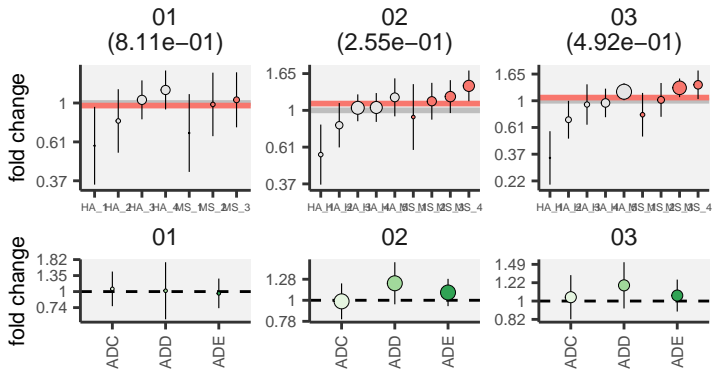 01
(8.11e−01)
02
(2.55e−01)
03
(4.92e−01)
fold change
1
0.61
0.37
1.65
1
0.61
0.37
1.65
1
0.61
0.37
0.22
HA_1 HA_2 HA_3 HA_4 MS_1 MS_2 MS_3
MS_4
MS_4
01
02
03
fold change
1.82
1.35
1
0.74
1.28
1
0.78
1.49
1.22
1
0.82
ADC
ADD
ADE
ADC
ADD
ADE
ADC
ADD
ADE